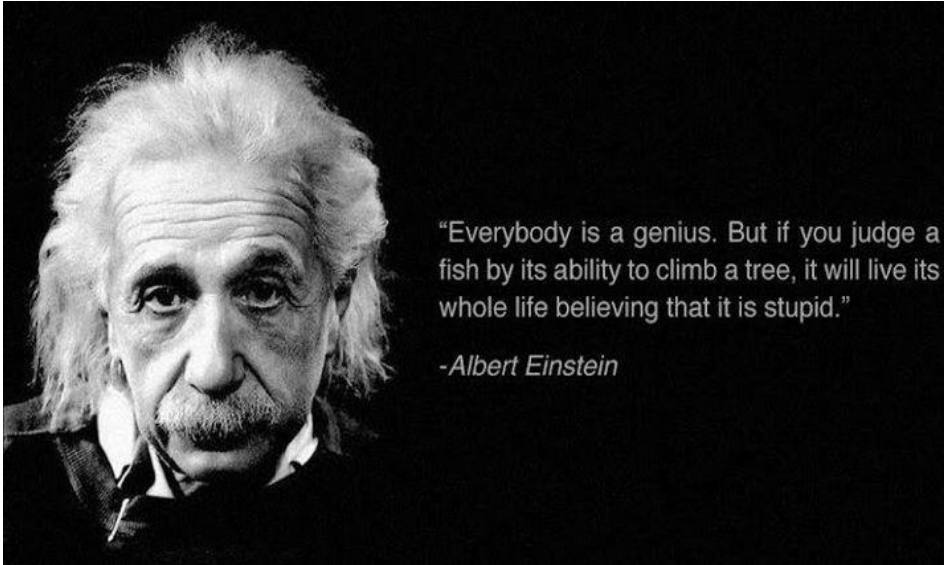 “Everybody is a genius. But if you judge a
fish by its ability to climb a tree, it will live its
whole life believing that it is stupid.”
-Albert Einstein